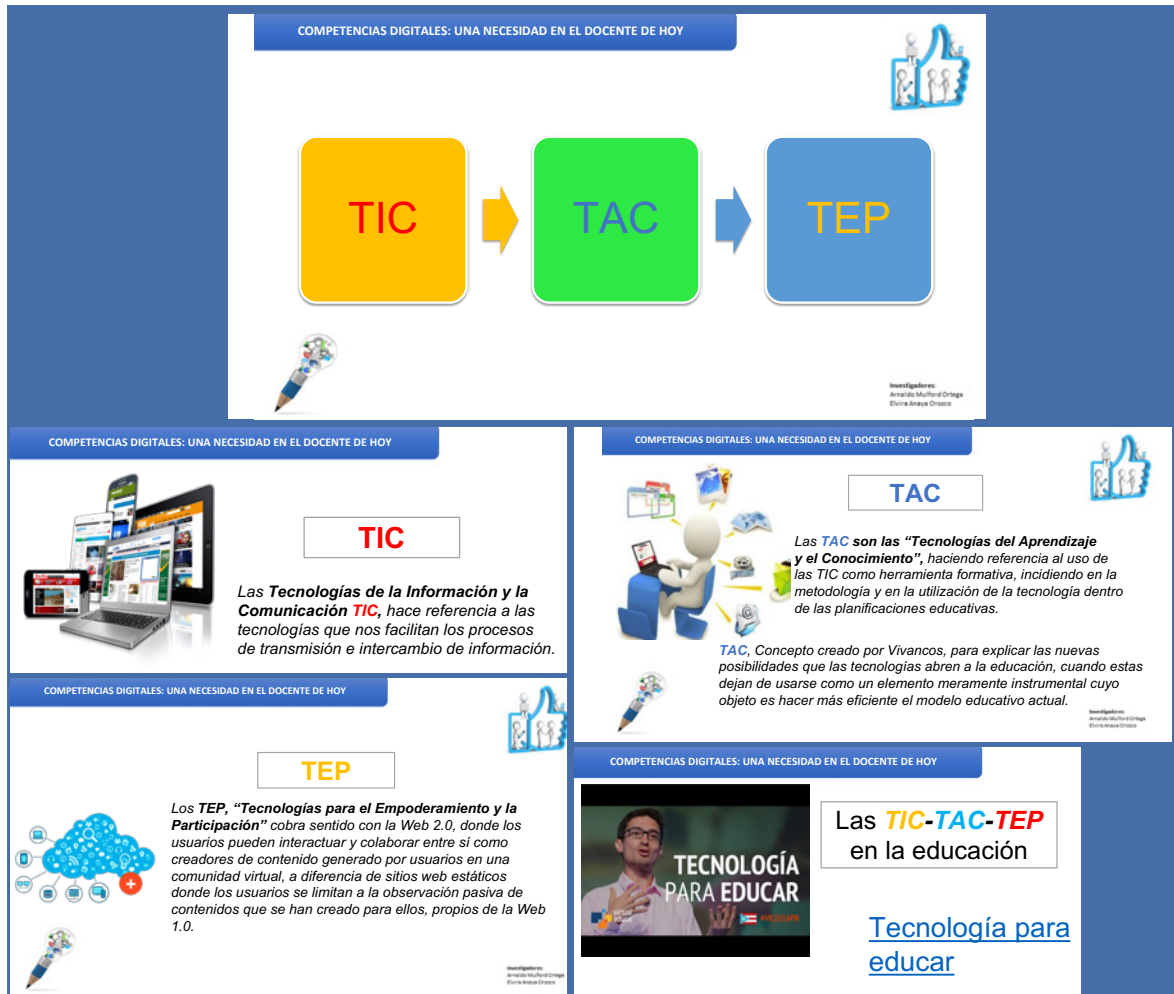 COMPETENCIAS DIGITALES: UNA NECESIDAD EN EL DOCENTE DE HOY
TIC
TAC
TEP
Investigadores:
Arnaldo Mulford Ortega
Elvira Anaya Orozco
COMPETENCIAS DIGITALES: UNA NECESIDAD EN EL DOCENTE DE HOY
TIC
Las Tecnologías de la Información y la
Comunicación TIC, hace referencia a las
tecnologías que nos facilitan los procesos
de transmisión e intercambio de información.
COMPETENCIAS DIGITALES: UNA NECESIDAD EN EL DOCENTE DE HOY
TAC
Las TAC son las “Tecnologías del Aprendizaje
y el Conocimiento”, haciendo referencia al uso de
las TIC como herramienta formativa, incidiendo en la
metodología y en la utilización de la tecnología dentro
de las planificaciones educativas.
TAC, Concepto creado por Vivancos, para explicar las nuevas
posibilidades que las tecnologías abren a la educación, cuando estas
dejan de usarse como un elemento meramente instrumental cuyo
objeto es hacer más eficiente el modelo educativo actual.
Investigadores:
Arnaldo Mulford Ortega
Elvira Anaya Orozco
COMPETENCIAS DIGITALES: UNA NECESIDAD EN EL DOCENTE DE HOY
TEP
Los TEP, “Tecnologías para el Empoderamiento y la
Participación” cobra sentido con la Web 2.0, donde los
usuarios pueden interactuar y colaborar entre sí como
creadores de contenido generado por usuarios en una
comunidad virtual, a diferencia de sitios web estáticos
donde los usuarios se limitan a la observación pasiva de
contenidos que se han creado para ellos, propios de la Web
1.0.
Investigadores:
Arnaldo Mulford Ortega
Elvira Anaya Orozco
COMPETENCIAS DIGITALES: UNA NECESIDAD EN EL DOCENTE DE HOY
TECNOLOGÍA
PARA EDUCAR
virtual
educa
#VE2016PR
Las TIC-TAC-TEP
en la educación
Tecnología para
educar